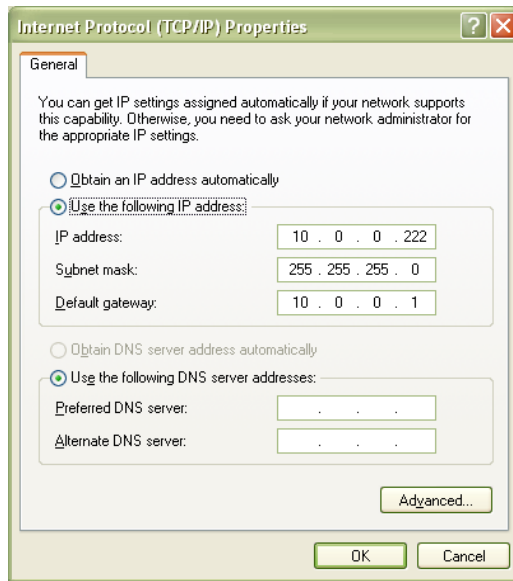 Internet Protocol (TCP/IP) Properties
General
You can get IP settings assigned automatically if your network supports
this capability. Otherwise, you need to ask your network administrator for
the appropriate IP settings.
Obtain an IP address automatically
Use the following IP address:
IP address: 10 . 0 . 0 . 222
Subnet mask: 255 . 255 . 255 . 0
Default gateway: 10 . 0 . 0 . 1
Obtain DNS server address automatically
Use the following DNS server addresses:
Preferred DNS server: . . .
Alternate DNS server: . . .
Advanced...
OK Cancel